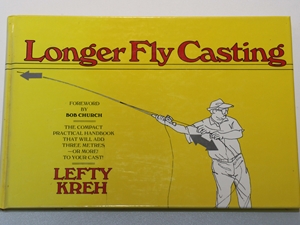 Longer Fly Casting
FOREWORD
BY
BOB CHURCH
THE COMPACT
PRACTICAL HANDBOOK
THAT WILL ADD
THREE METRES
—OR MORE!
TO YOUR CAST!
LEFTY
KREH